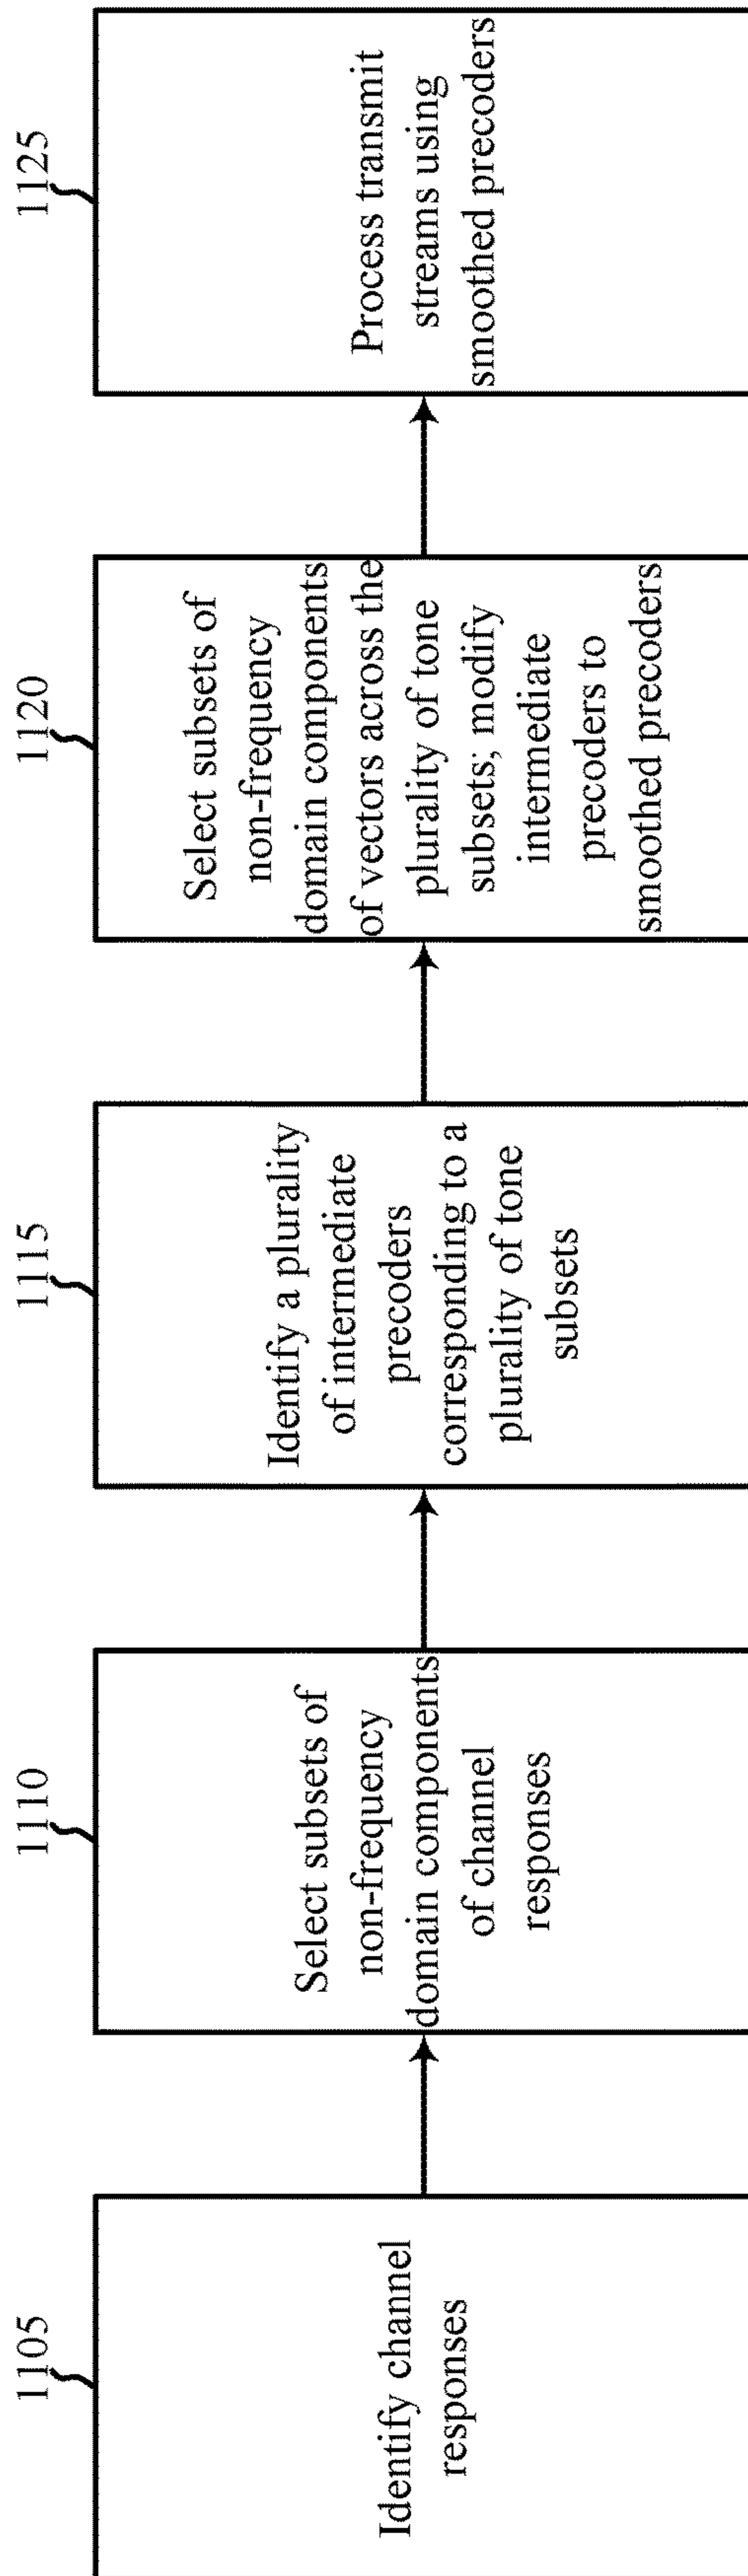 1105
Identify channel
responses
1110
Select subsets of
non-frequency
domain components
of channel
responses
1115
Identify a plurality
of intermediate
precoders
corresponding to a
plurality of tone
subsets
1120
Select subsets of
non-frequency
domain components
of vectors across the
plurality of tone
subsets; modify
intermediate
precoders to
smoothed precoders
1125
Process transmit
streams using
smoothed precoders